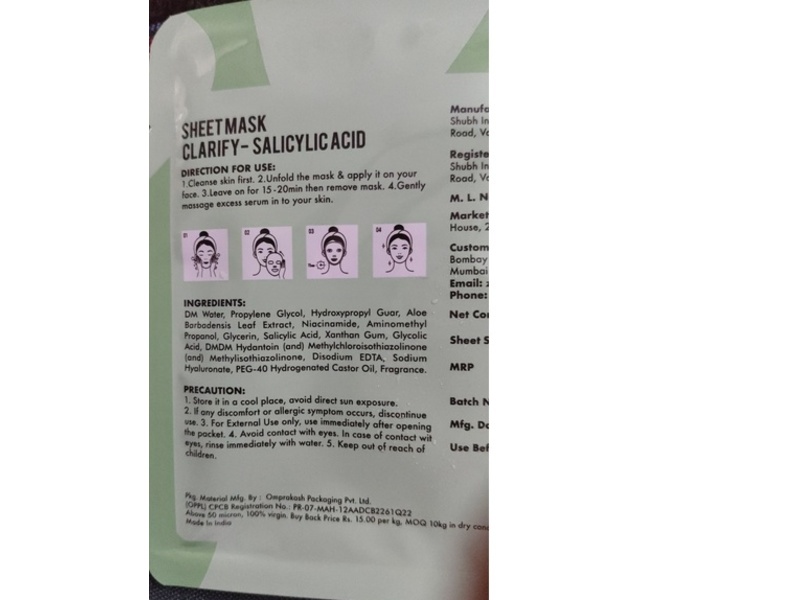 SHEET MASK
CLARIFY- SALICYLIC ACID
DIRECTION FOR USE:
1.Cleanse skin first. 2.Unfold the mask & apply it on your
face. 3.Leave on for 15-20min then remove mask. 4.Gently
massage excess serum in to your skin.
01 02 03 04
INGREDIENTS:
DM Water, Propylene Glycol, Hydroxypropyl Guar, Aloe
Barbodensis Leaf Extract, Niacinamide, Aminomethyl
Propanol, Glycerin, Salicylic Acid, Xanthan Gum, Glycolic
Acid, DMDM Hydantoin (and) Methylchloroisothiazolinone
(and) Methylisothiazolinone, Disodium EDTA, Sodium
Hyaluronate, PEG-40 Hydrogenated Castor Oil, Fragrance.
PRECAUTION:
1. Store it in a cool place, avoid direct sun exposure.
2. If any discomfort or allergic symptom occurs, discontinue
use. 3. For External Use only, use immediately after opening
the packet. 4. Avoid contact with eyes. In case of contact wit
eyes, rinse immediately with water. 5. Keep out of reach of
children.
Pkg. Material Mfg. By : Omprakash Packaging Pvt. Ltd.
(OPPL) CPCB Registration No.: PR-07-MAH-12AADCB2261Q22
Above 50 micron, 100% virgin. Buy Back Price Rs. 15.00 per kg, MOQ 10kg in dry cond
Made in India
Manufa
Shubh In
Road, Va
Registe
Shubh In
Road, Va
M. L. N
Market
House, 2
Custom
Bombay
Mumbai
Email:
Phone:
Net Con
Sheet S
MRP
Batch N
Mfg. Da
Use Bef